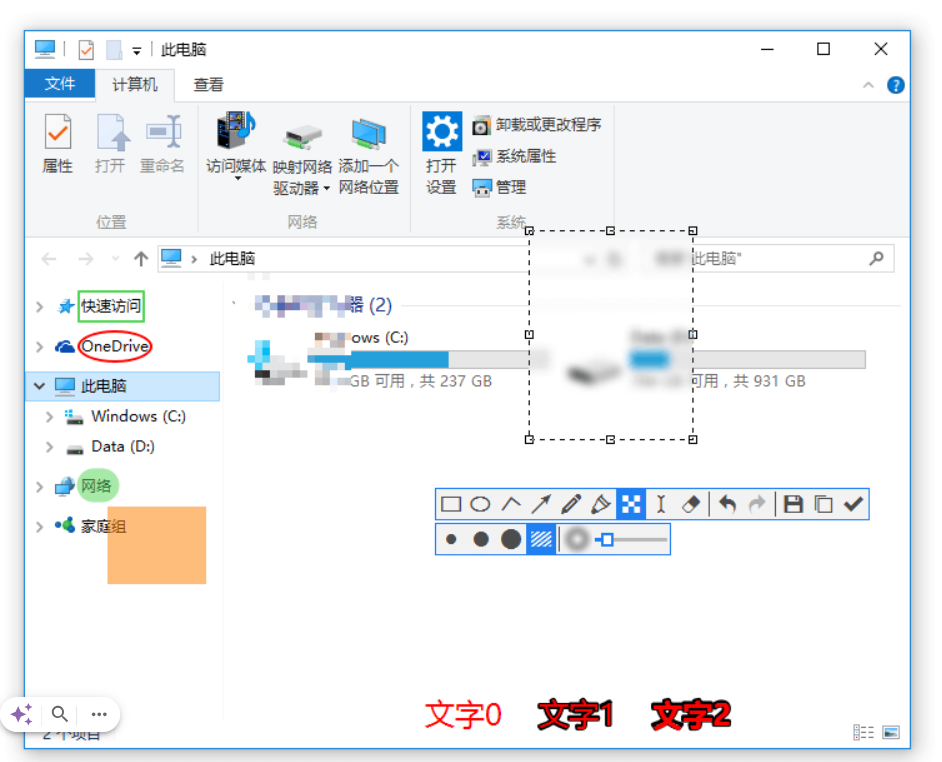 此电脑
文件 计算机 查看
属性 打开 重命名 访问媒体 映射网络驱动器 添加一个网络位置 打开设置 卸载或更改程序
系统属性
管理
位置 网络 系统
此电脑 此电脑"
快速访问 器 (2)
OneDrive ows (C:)
此电脑 GB 可用，共 237 GB 可用，共 931 GB
Windows (C:)
Data (D:)
网络
家庭组
文字0 文字1 文字2
2 个项目